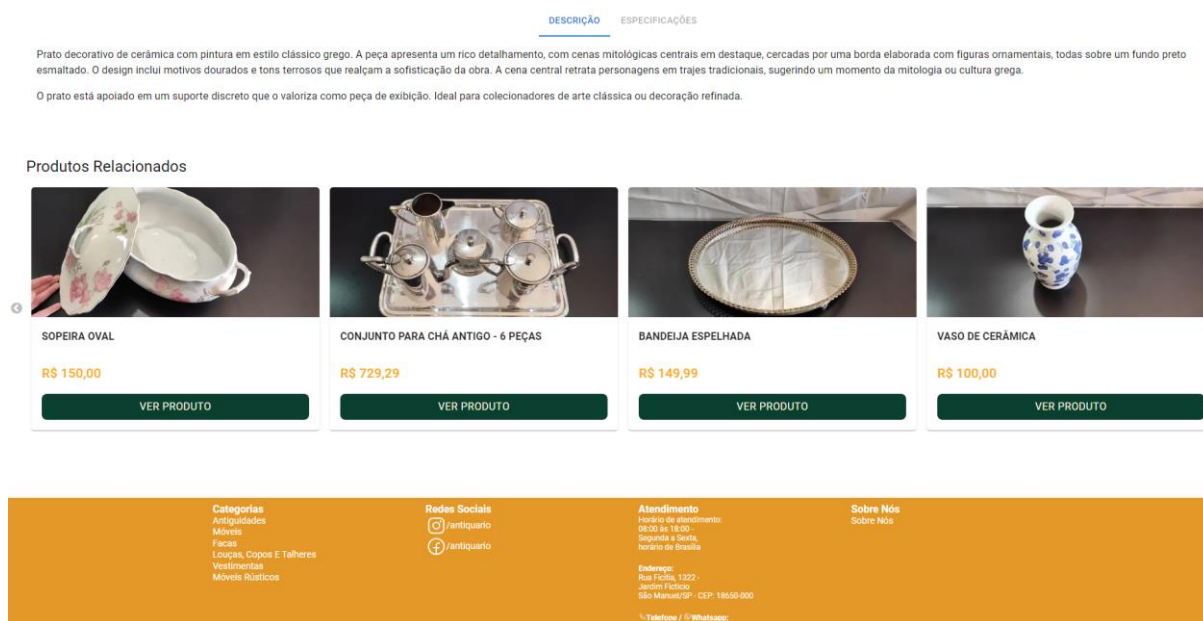 DESCRIÇÃO ESPECIFICAÇÕES
Prato decorativo de cerâmica com pintura em estilo clássico grego. A peça apresenta um rico detalhamento, com cenas mitológicas centrais em destaque, cercadas por uma borda elaborada com figuras ornamentais, todas sobre um fundo preto
esmaltado. O design inclui motivos dourados e tons terrosos que realçam a sofisticação da obra. A cena central retrata personagens em trajes tradicionais, sugerindo um momento da mitologia ou cultura grega.
O prato está apoiado em um suporte discreto que o valoriza como peça de exibição. Ideal para colecionadores de arte clássica ou decoração refinada.
Produtos Relacionados
SOPEIRA OVAL
R$ 150,00
VER PRODUTO
CONJUNTO PARA CHÁ ANTIGO - 6 PEÇAS
R$ 729,29
VER PRODUTO
BANDEIJA ESPELHADA
R$ 149,99
VER PRODUTO
VASO DE CERÂMICA
R$ 100,00
VER PRODUTO
Categorias
Antiguidades
Móveis
Facas
Louças, Copos E Talheres
Vestimentas
Móveis Rústicos
Redes Sociais
/antiquario
/antiquario
Atendimento
Horário de atendimento:
08:00 às 18:00 -
Segunda a Sexta,
horário de Brasília
Endereço:
Rua Fictia, 1322 -
Jardim Ficticio
São Manuel/SP - CEP: 18650-000
Telefone / Whatsapp:
Sobre Nós
Sobre Nós